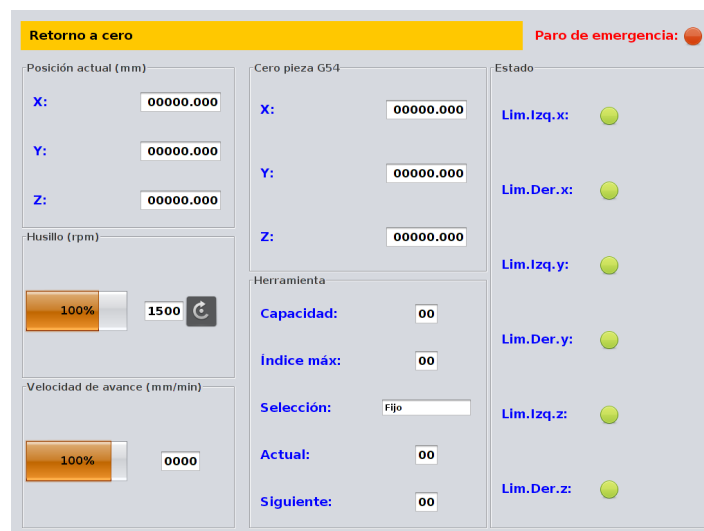 Retorno a cero
Paro de emergencia:
Posición actual (mm)
X: 00000.000
Y: 00000.000
Z: 00000.000
Husillo (rpm)
100% 1500
Velocidad de avance (mm/min)
100% 0000
Cero pieza G54
X: 00000.000
Y: 00000.000
Z: 00000.000
Herramienta
Capacidad: 00
Índice máx: 00
Selección: Fijo
Actual: 00
Siguiente: 00
Estado
Lim.Izq.x:
Lim.Der.x:
Lim.Izq.y:
Lim.Der.y:
Lim.Izq.z:
Lim.Der.z: